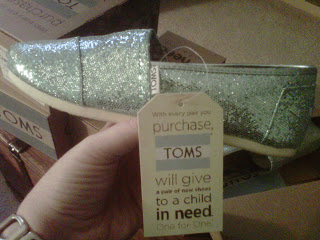 TOMS
With every pair you
purchase,
TOMS
will give
a pair of new shoes
to a child
in need.
One for One.
TOMS